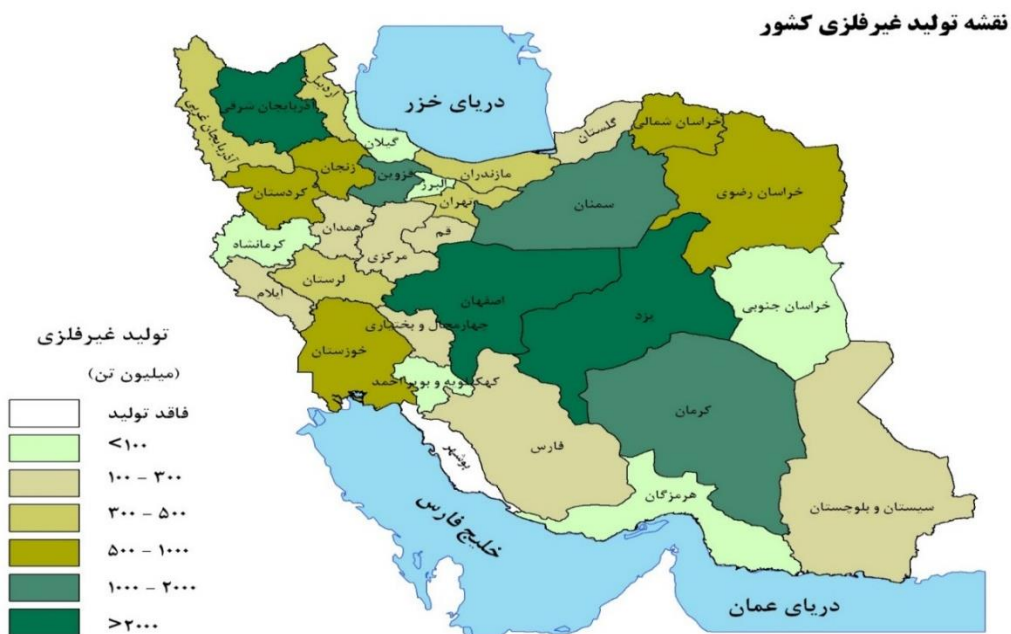 نقشه تولید غیرفلزی کشور
دریای خزر
آذربایجان شرقی
اردبیل
آذربایجان غربی
گیلان
گلستان
خراسان شمالی
زنجان
قزوین
البرز
مازندران
خراسان رضوی
کردستان
تهران
سمنان
همدان
قم
مرکزی
کرمانشاه
لرستان
ایلام
اصفهان
یزد
خراسان جنوبی
چهارمحال و بختیاری
خوزستان
کهکیلویه و بویراحمد
کرمان
فارس
بوشهر
هرمزگان
سیستان و بلوچستان
خلیج فارس
دریای عمان
تولید غیرفلزی
(میلیون تن)
فاقد تولید
<۱۰۰
۱۰۰ – ۳۰۰
۳۰۰ – ۵۰۰
۵۰۰ – ۱۰۰۰
۱۰۰۰ – ۲۰۰۰
>۲۰۰۰